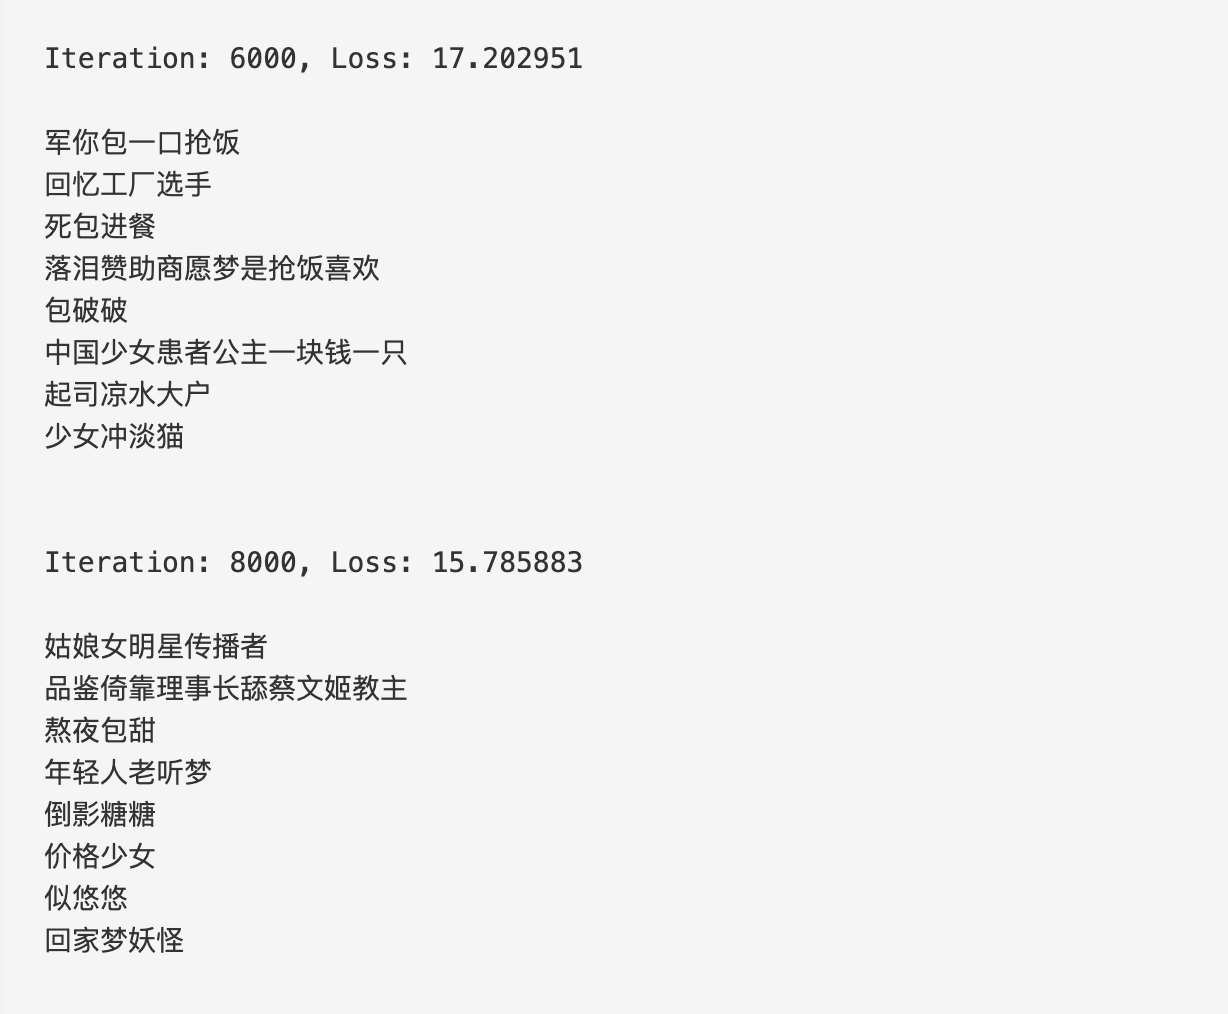 Iteration: 6000, Loss: 17.202951
军你包一口抢饭
回忆工厂选手
死包进餐
落泪赞助商愿梦是抢饭喜欢
包破破
中国少女患者公主一块钱一只
起司凉水大户
少女冲淡猫
Iteration: 8000, Loss: 15.785883
姑娘女明星传播者
品鉴倚靠理事长舔蔡文姬教主
熬夜包甜
年轻人老听梦
倒影糖糖
价格少女
似悠悠
回家梦妖怪